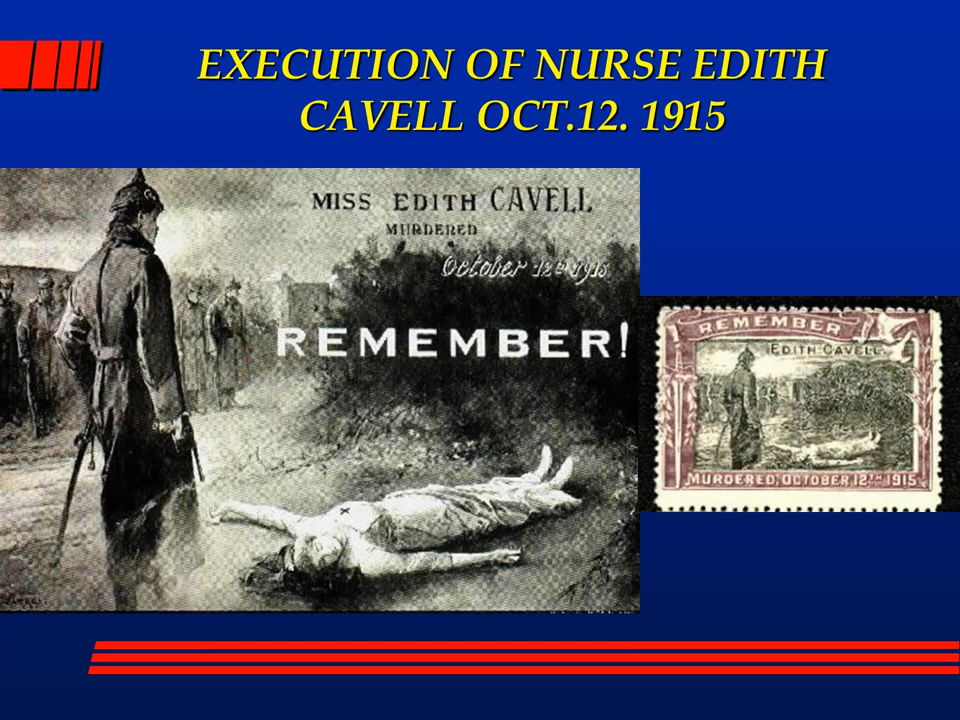 EXECUTION OF NURSE EDITH
CAVELL OCT.12. 1915
MISS EDITH CAVELL
MURDERED
October 12th 1915
REMEMBER!
REMEMBER
EDITH CAVELL
MURDERED, OCTOBER 12TH 1915